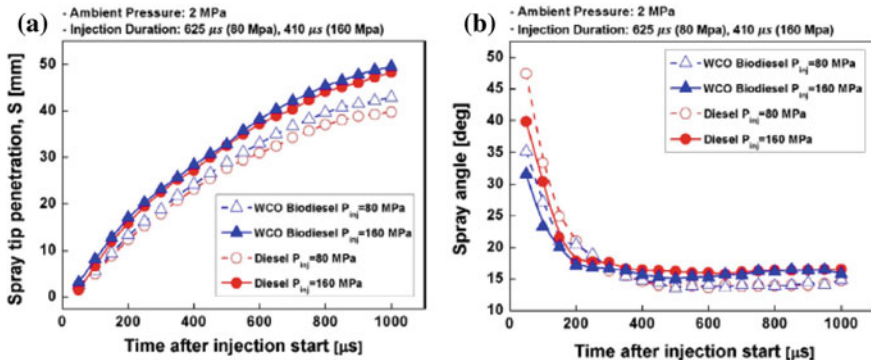 (a)
- Ambient Pressure: 2 MPa
- Injection Duration: 625 μs (80 Mpa), 410 μs (160 Mpa)
Spray tip penetration, S [mm]
50
40
30
20
10
0
WCO Biodiesel Pinj=80 MPa
WCO Biodiesel Pinj=160 MPa
Diesel Pinj=80 MPa
Diesel Pinj=160 MPa
0 200 400 600 800 1000
Time after injection start [μs]
(b)
- Ambient Pressure: 2 MPa
- Injection Duration: 625 μs (80 Mpa), 410 μs (160 Mpa)
Spray angle [deg]
50
45
40
35
30
25
20
15
10
WCO Biodiesel Pinj=80 MPa
WCO Biodiesel Pinj=160 MPa
Diesel Pinj=80 MPa
Diesel Pinj=160 MPa
0 200 400 600 800 1000
Time after injection start [μs]